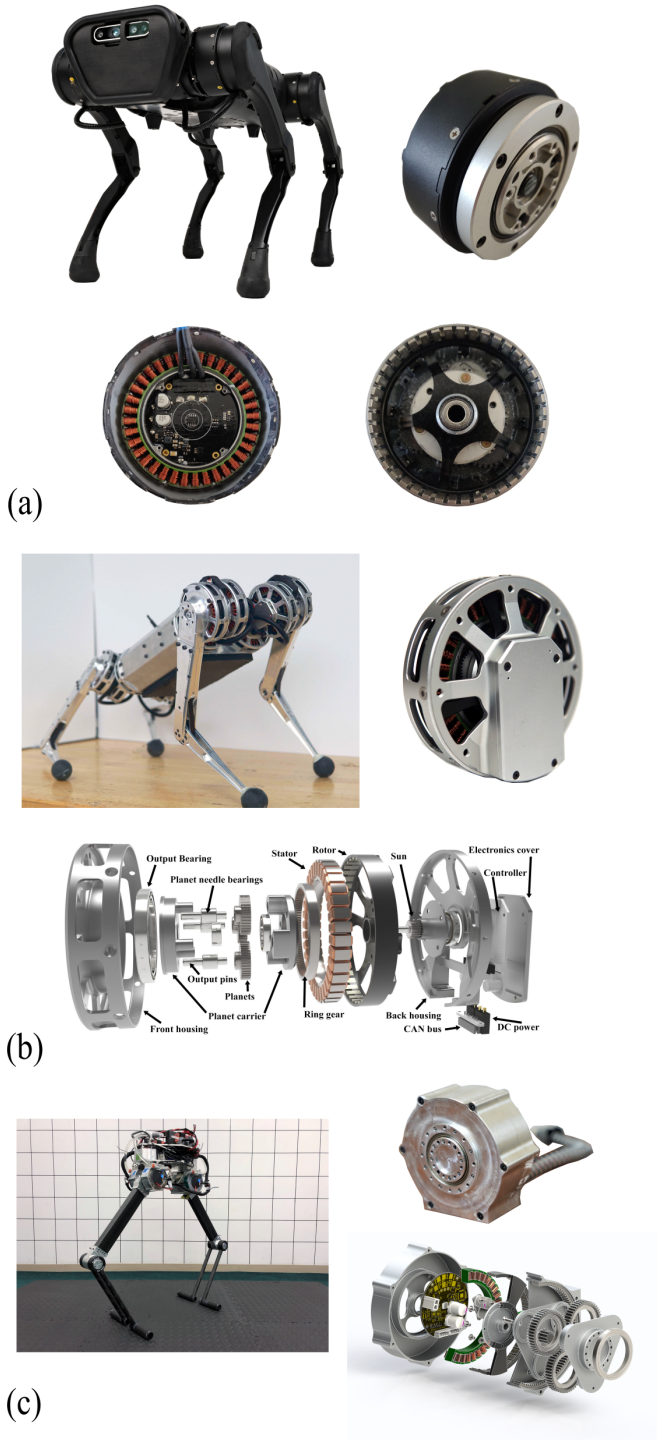 (a)
Output Bearing
Planet needle bearings
Stator
Rotor
Sun
Electronics cover
Controller
Output pins
Planets
Planet carrier
Ring gear
Front housing
Back housing
CAN bus
DC power
(b)
(c)